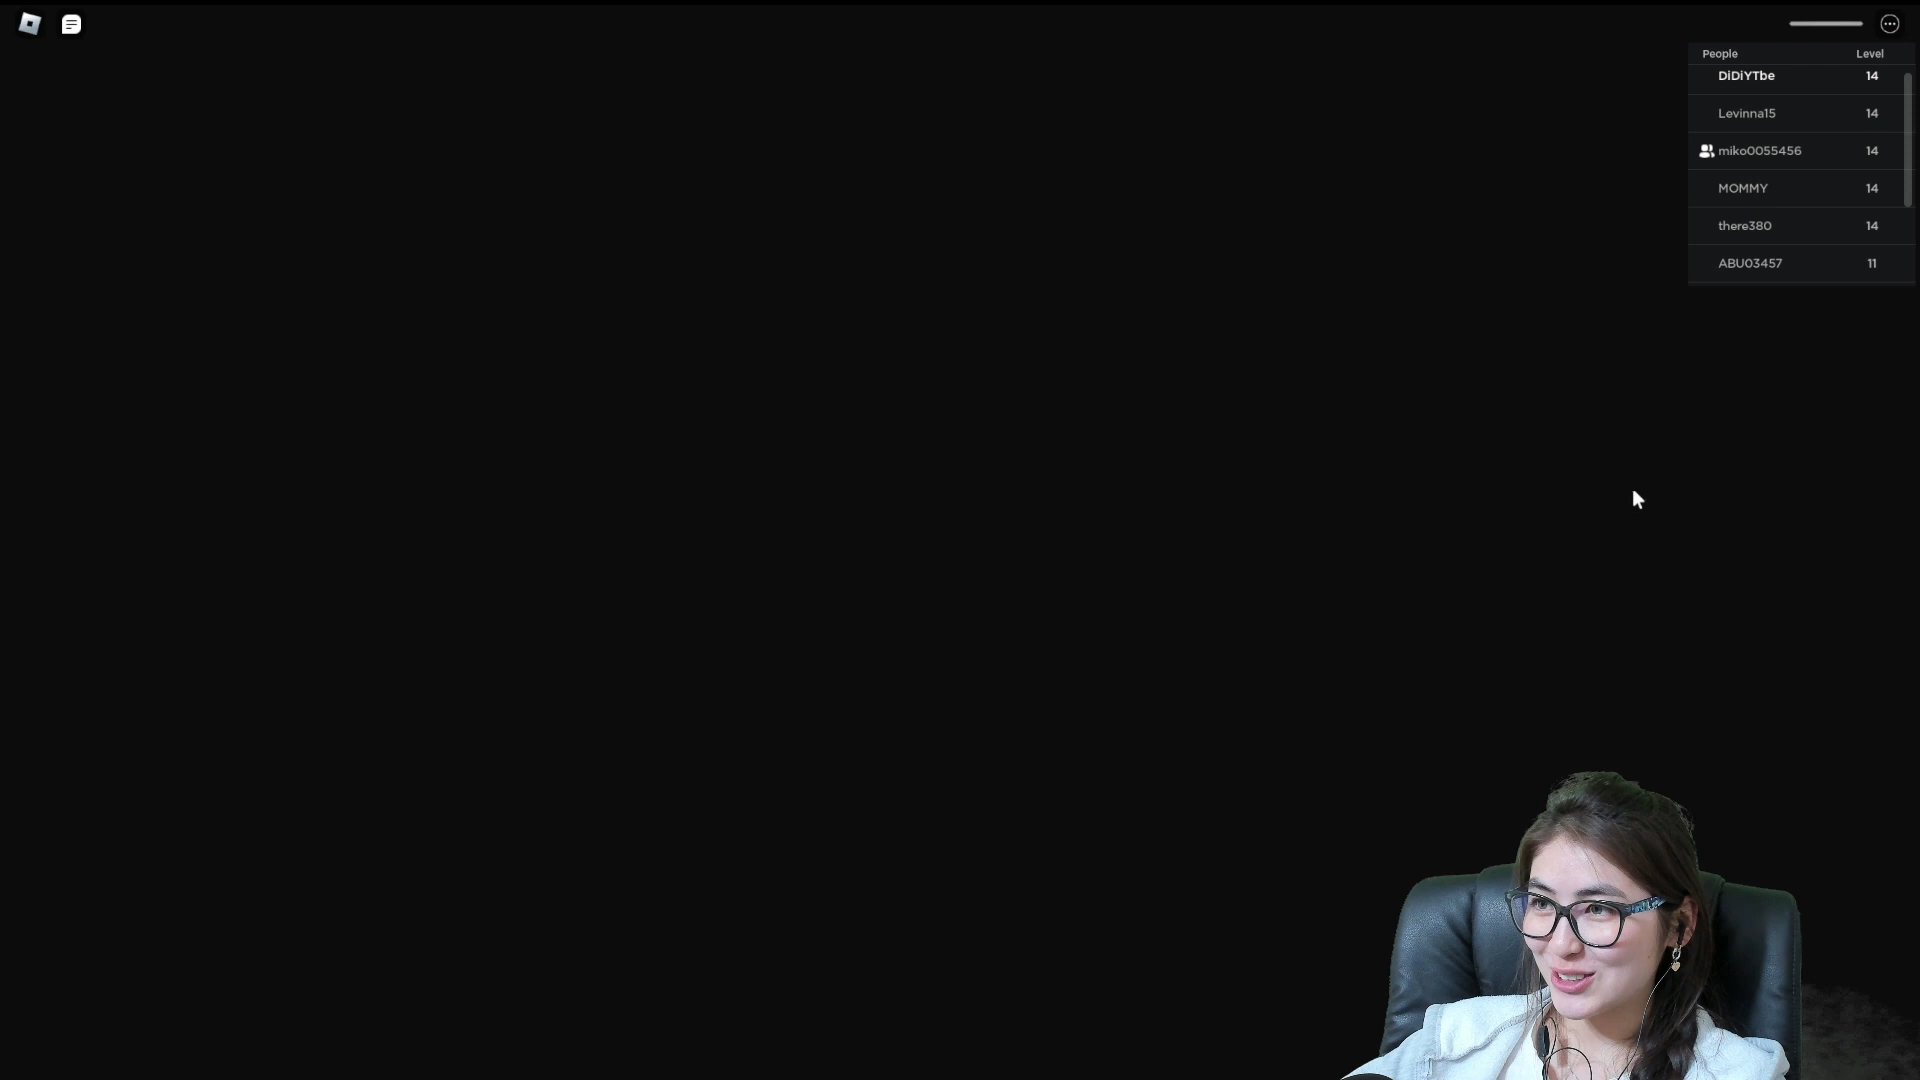 People Level
DiDiYTbe 14
Levinna15 14
miko0055456 14
MOMMY 14
there380 14
ABU03457 11